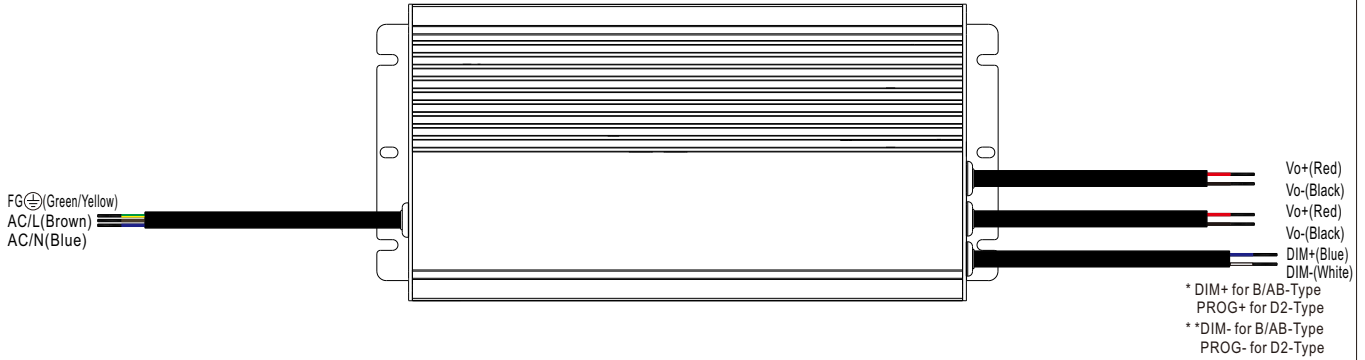 FG⏚(Green/Yellow)
AC/L(Brown)
AC/N(Blue)
Vo+(Red)
Vo-(Black)
Vo+(Red)
Vo-(Black)
DIM+(Blue)
DIM-(White)
* DIM+ for B/AB-Type
PROG+ for D2-Type
* *DIM- for B/AB-Type
PROG- for D2-Type